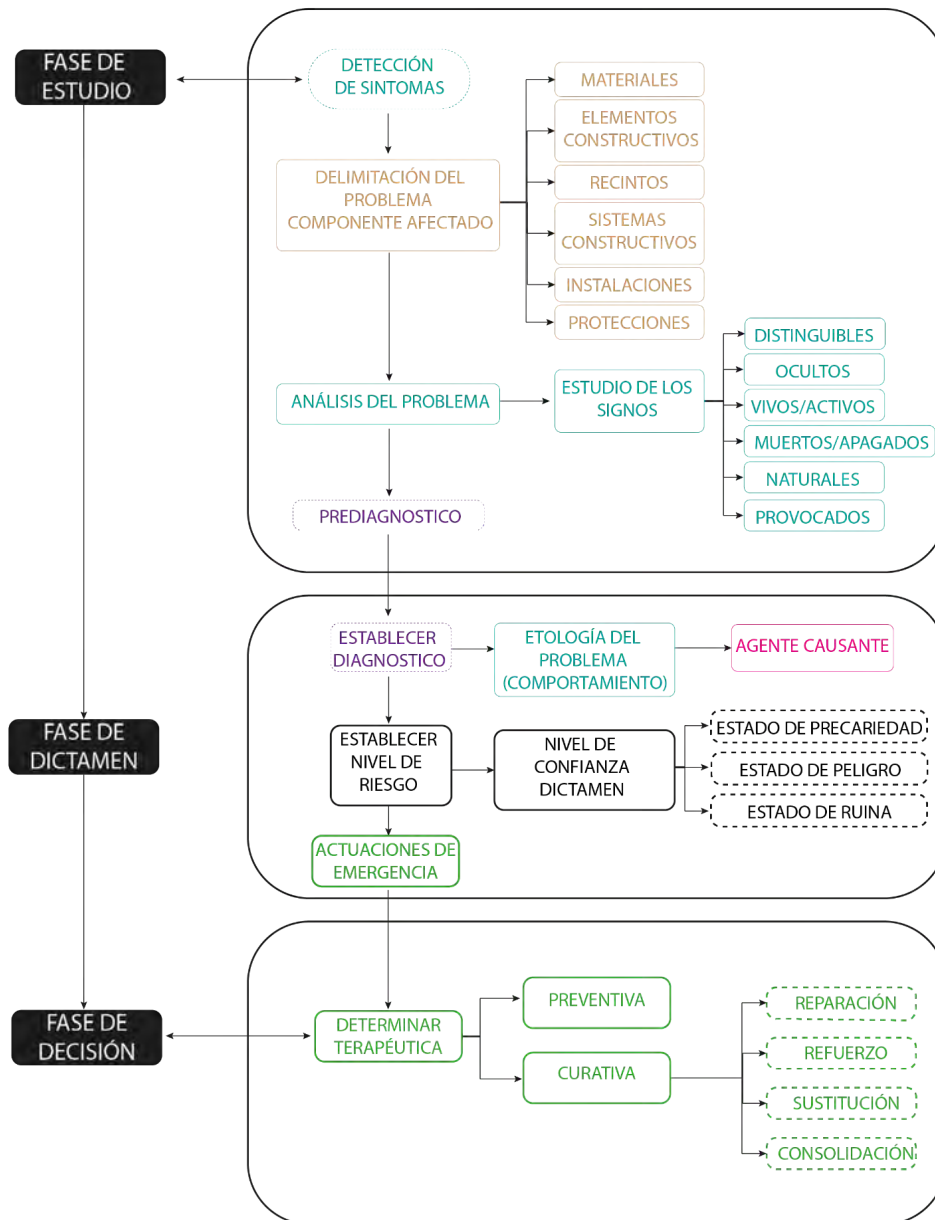 FASE DE
ESTUDIO
DETECCIÓN
DE SINTOMAS
DELIMITACIÓN DEL
PROBLEMA
COMPONENTE AFECTADO
MATERIALES
ELEMENTOS
CONSTRUCTIVOS
RECINTOS
SISTEMAS
CONSTRUCTIVOS
INSTALACIONES
PROTECCIONES
ANÁLISIS DEL PROBLEMA
ESTUDIO DE LOS
SIGNOS
DISTINGUIBLES
OCULTOS
VIVOS/ACTIVOS
MUERTOS/APAGADOS
NATURALES
PROVOCADOS
PREDIAGNOSTICO
FASE DE
DICTAMEN
ESTABLECER
DIAGNOSTICO
ETOLOGÍA DEL
PROBLEMA
(COMPORTAMIENTO)
AGENTE CAUSANTE
ESTABLECER
NIVEL DE
RIESGO
NIVEL DE
CONFIANZA
DICTAMEN
ESTADO DE PRECARIEDAD
ESTADO DE PELIGRO
ESTADO DE RUINA
ACTUACIONES DE
EMERGENCIA
FASE DE
DECISIÓN
DETERMINAR
TERAPÉUTICA
PREVENTIVA
CURATIVA
REPARACIÓN
REFUERZO
SUSTITUCIÓN
CONSOLIDACIÓN